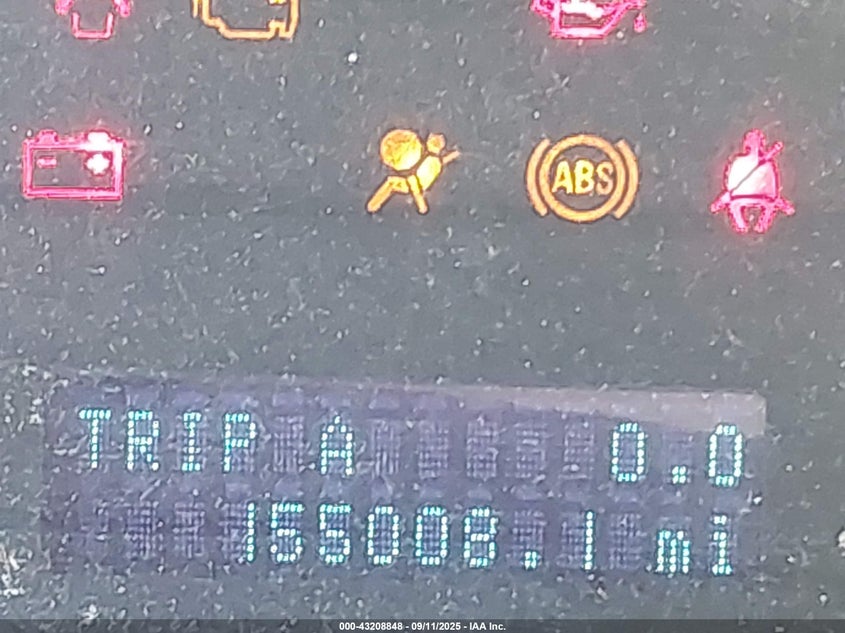 ABS
TRIP A 0.0
155008.1 mi
000-43208848 - 09/11/2025 - IAA Inc.